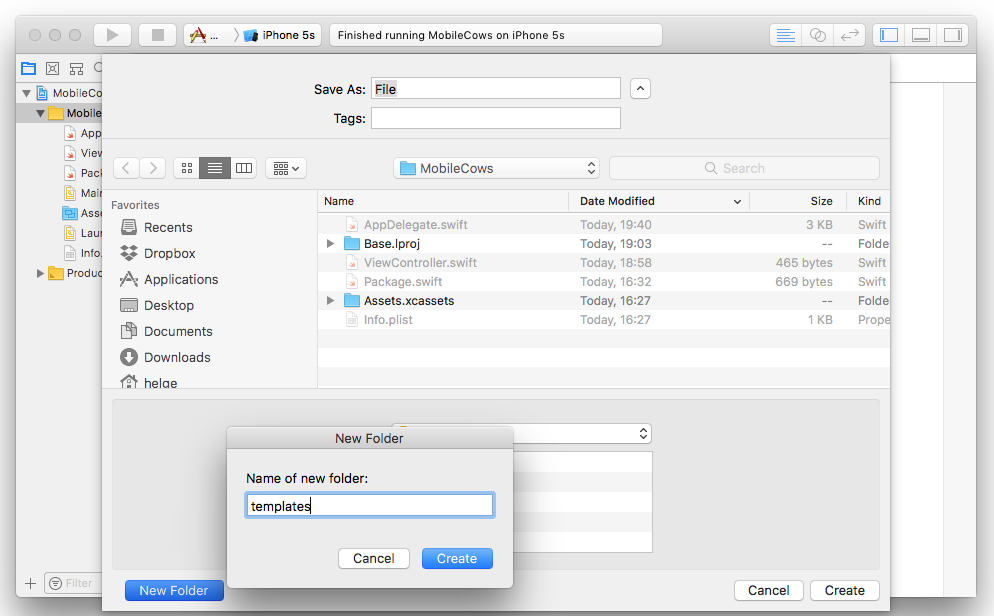 ... iPhone 5s
Finished running MobileCows on iPhone 5s
MobileCo
Mobile
App
View
Pack
Main
Asse
Laun
Info.
Produc
Filter
Save As: File
Tags:
MobileCows
Search
Favorites
Recents
Dropbox
Applications
Desktop
Documents
Downloads
helge
Name Date Modified Size Kind
AppDelegate.swift Today, 19:40 3 KB Swift
Base.lproj Today, 19:03 -- Folde
ViewController.swift Today, 18:58 465 bytes Swift
Package.swift Today, 16:32 669 bytes Swift
Assets.xcassets Today, 16:27 -- Folde
Info.plist Today, 16:27 1 KB Prope
New Folder
Name of new folder:
templates
Cancel Create
New Folder Cancel Create